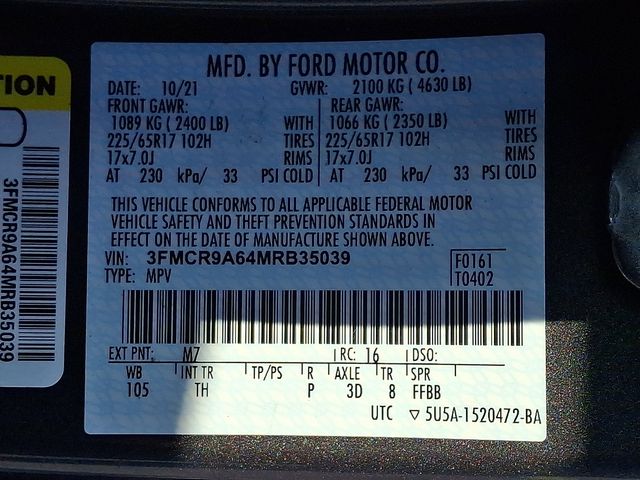 TION
3FMCR9A64MRB35039
MFD. BY FORD MOTOR CO.
DATE: 10/21 GVWR: 2100 KG ( 4630 LB)
FRONT GAWR: REAR GAWR:
1089 KG ( 2400 LB) WITH 1066 KG ( 2350 LB) WITH
225/65R17 102H TIRES 225/65R17 102H TIRES
17x7.0J RIMS 17x7.0J RIMS
AT 230 kPa/ 33 PSI COLD AT 230 kPa/ 33 PSI COLD
THIS VEHICLE CONFORMS TO ALL APPLICABLE FEDERAL MOTOR
VEHICLE SAFETY AND THEFT PREVENTION STANDARDS IN
EFFECT ON THE DATE OF MANUFACTURE SHOWN ABOVE.
VIN: 3FMCR9A64MRB35039 F0161
TYPE: MPV T0402
EXT PNT: M7 RC: 16 DSO:
WB INT TR TP/PS R AXLE TR SPR
105 TH P 3D 8 FFBB
UTC ▽ 5U5A-1520472-BA